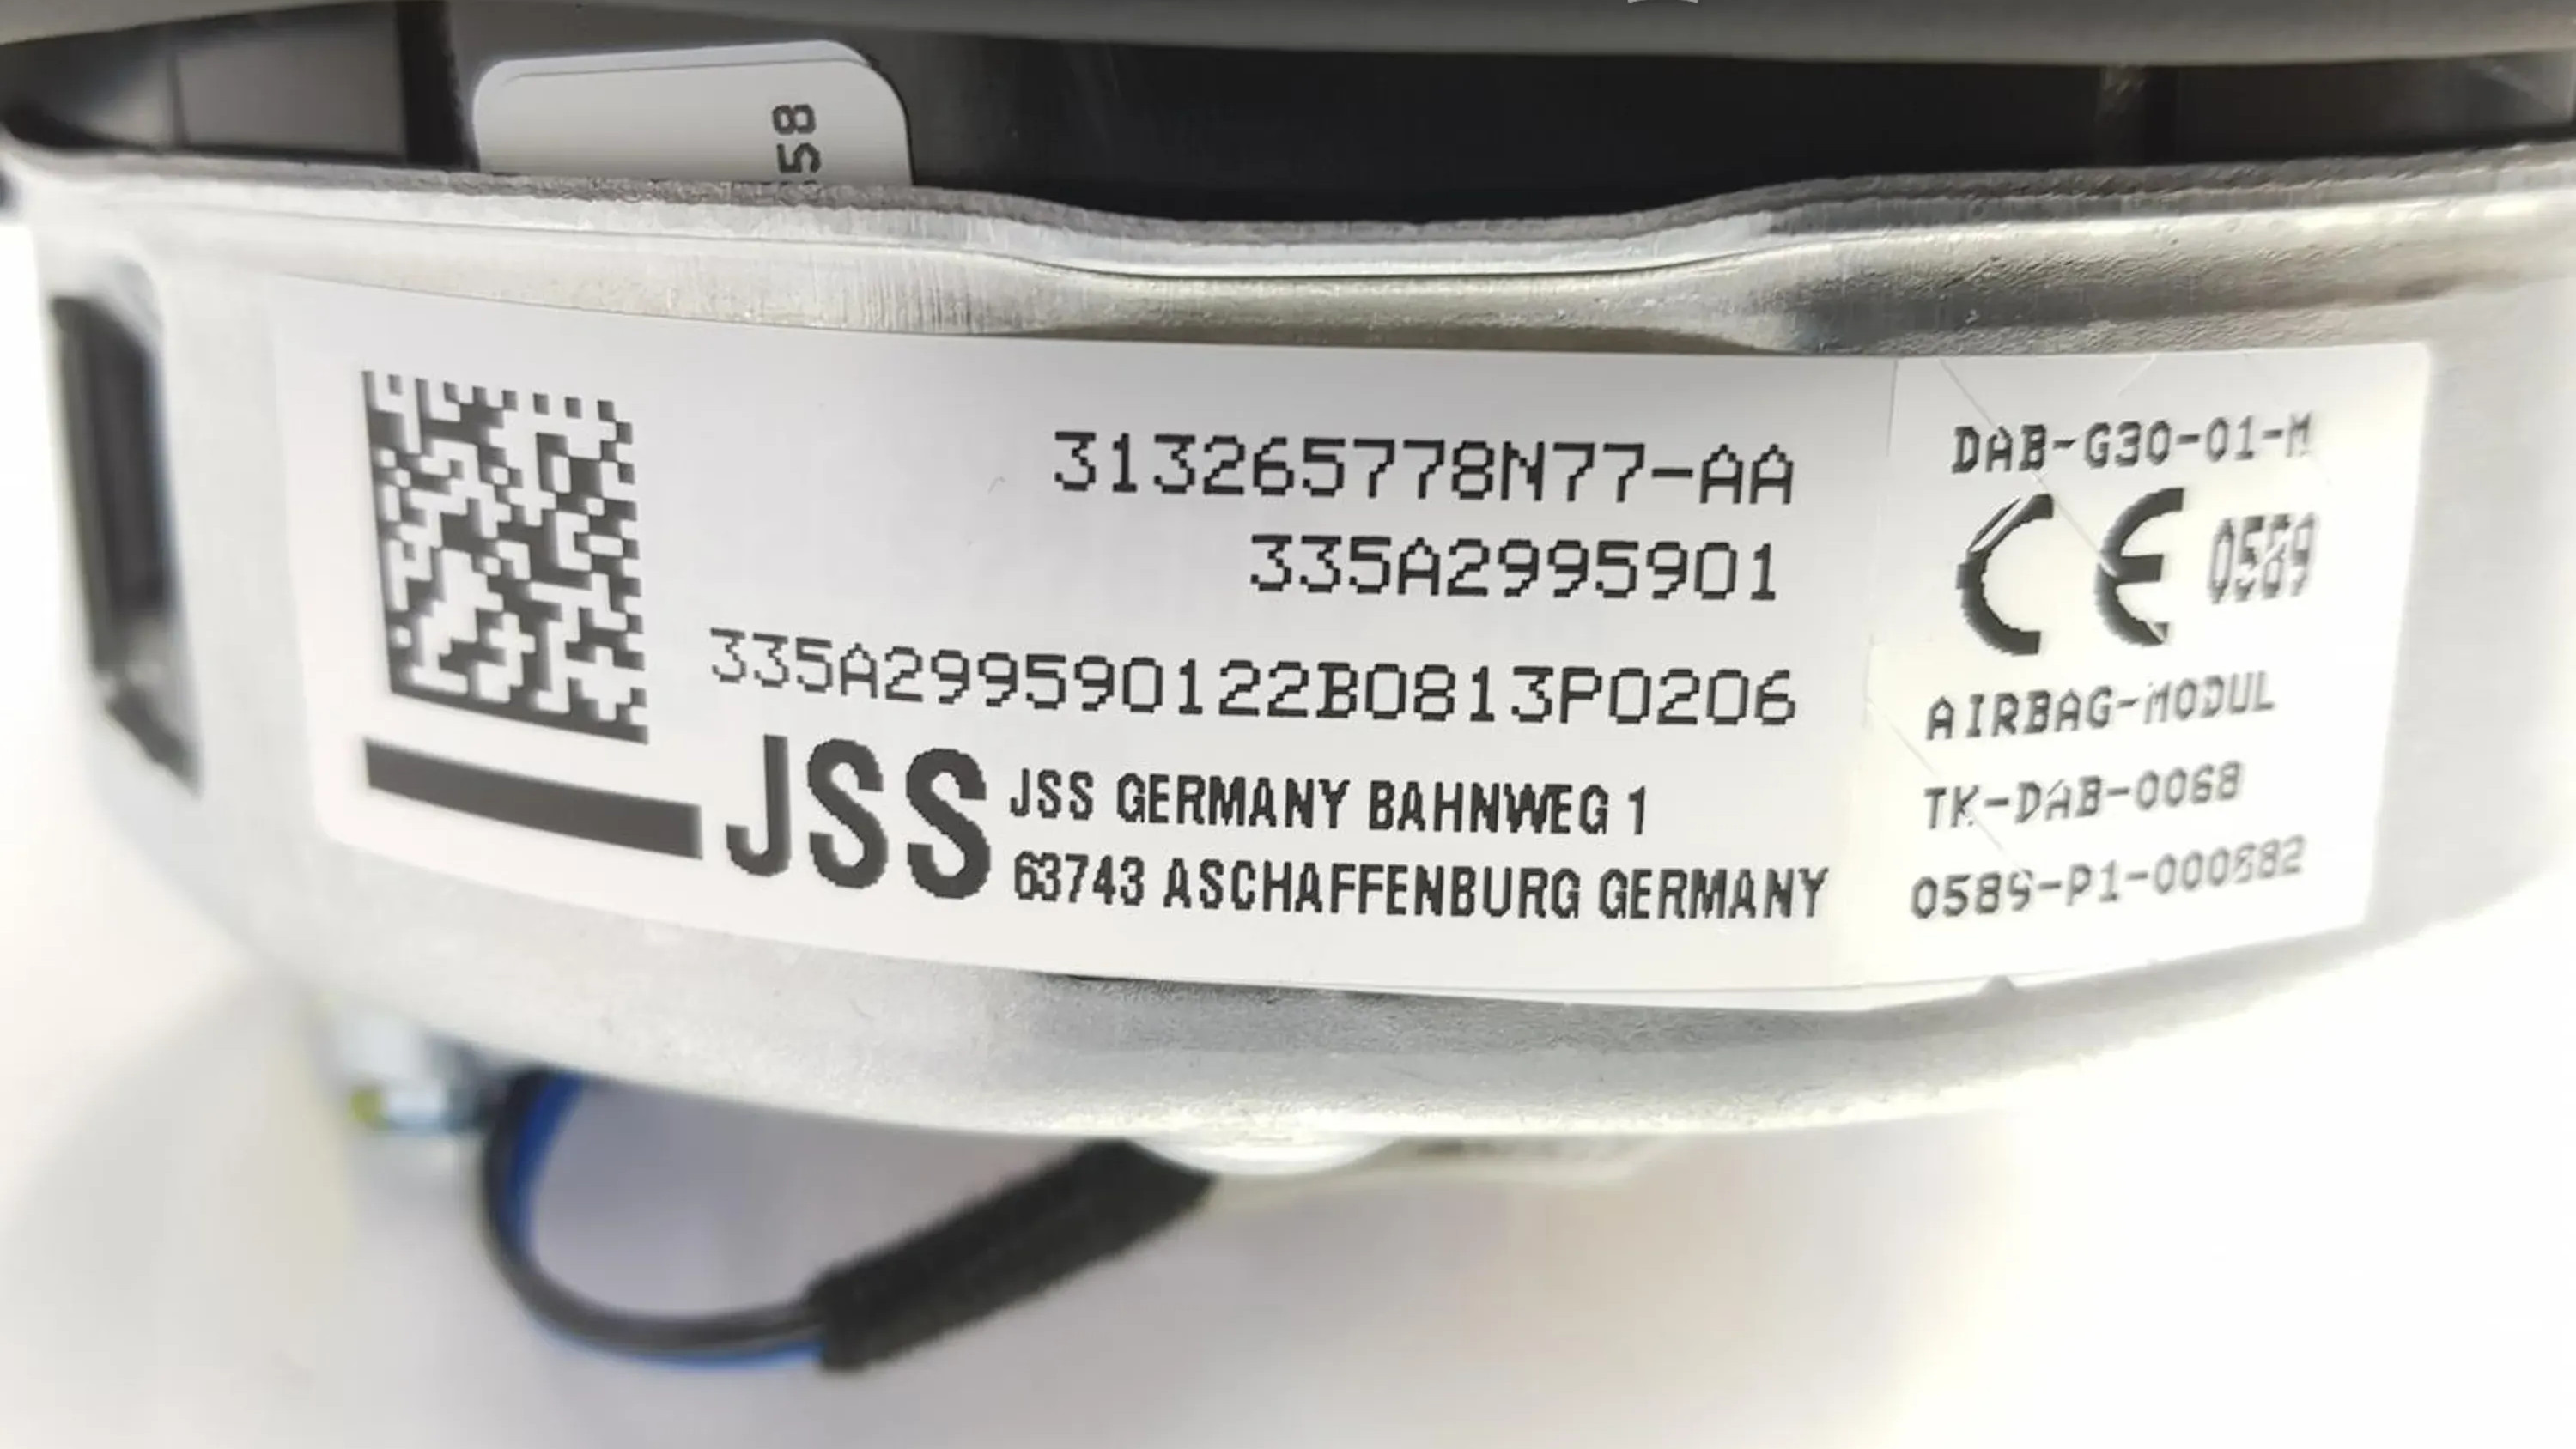 58
313265778N77-AA
335A2995901
335A299590122B0813P0206
JSS
JSS GERMANY BAHNWEG 1
63743 ASCHAFFENBURG GERMANY
DAB-G30-01-M
CE 0589
AIRBAG-MODUL
TK-DAB-0068
0589-P1-000682